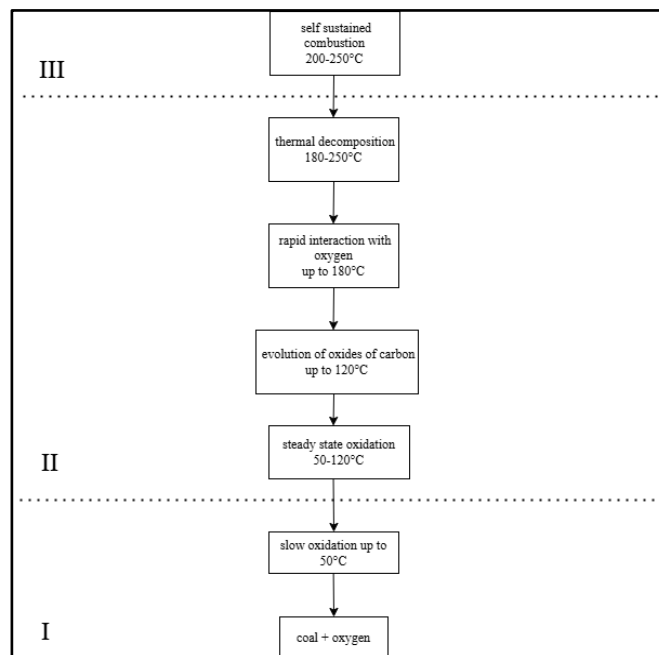 self sustained
combustion
200-250°C
III
thermal decomposition
180-250°C
rapid interaction with
oxygen
up to 180°C
evolution of oxides of carbon
up to 120°C
steady state oxidation
50-120°C
II
slow oxidation up to
50°C
I
coal + oxygen